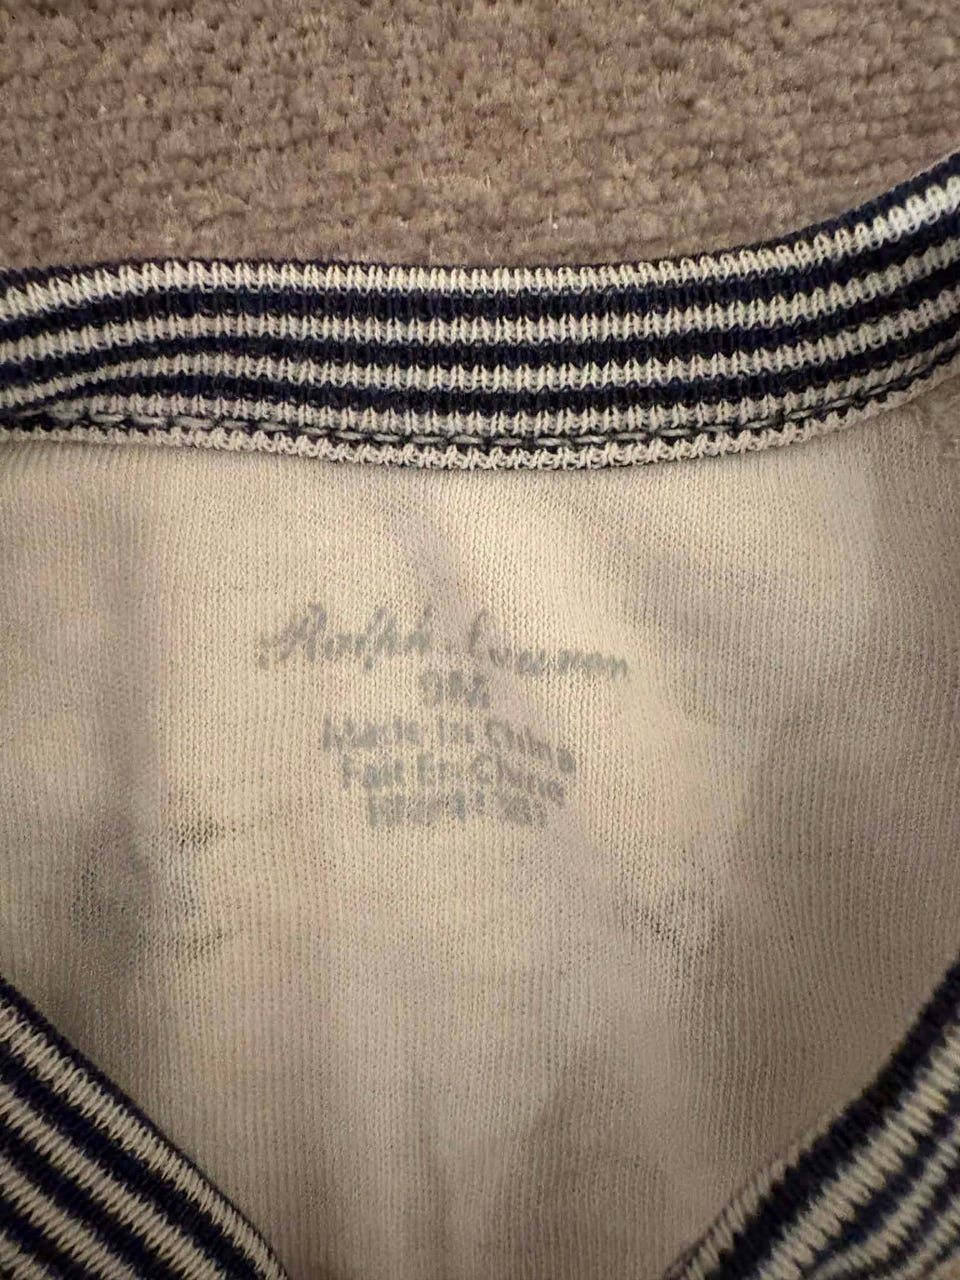 Ralph Lauren
9M
Made In China
Fait En Chine